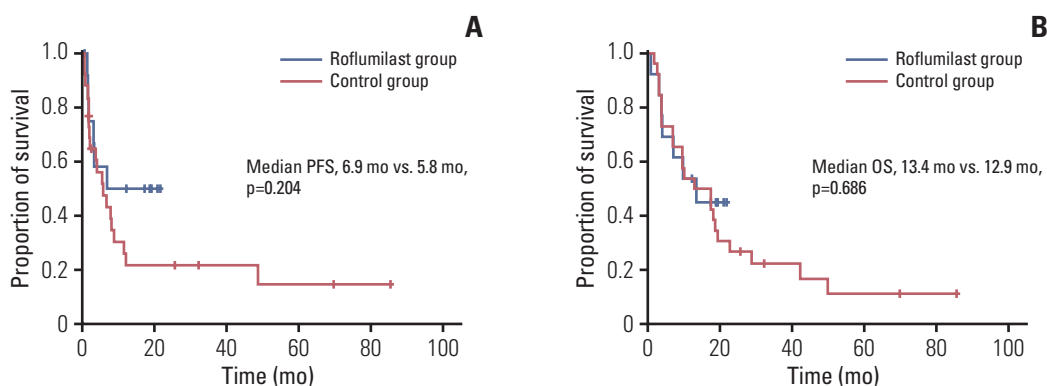 A
Roflumilast group
Control group
1.0
0.8
0.6
0.4
0.2
0
Proportion of survival
Median PFS, 6.9 mo vs. 5.8 mo,
p=0.204
0 20 40 60 80 100
Time (mo)
B
Roflumilast group
Control group
1.0
0.8
0.6
0.4
0.2
0
Proportion of survival
Median OS, 13.4 mo vs. 12.9 mo,
p=0.686
0 20 40 60 80 100
Time (mo)